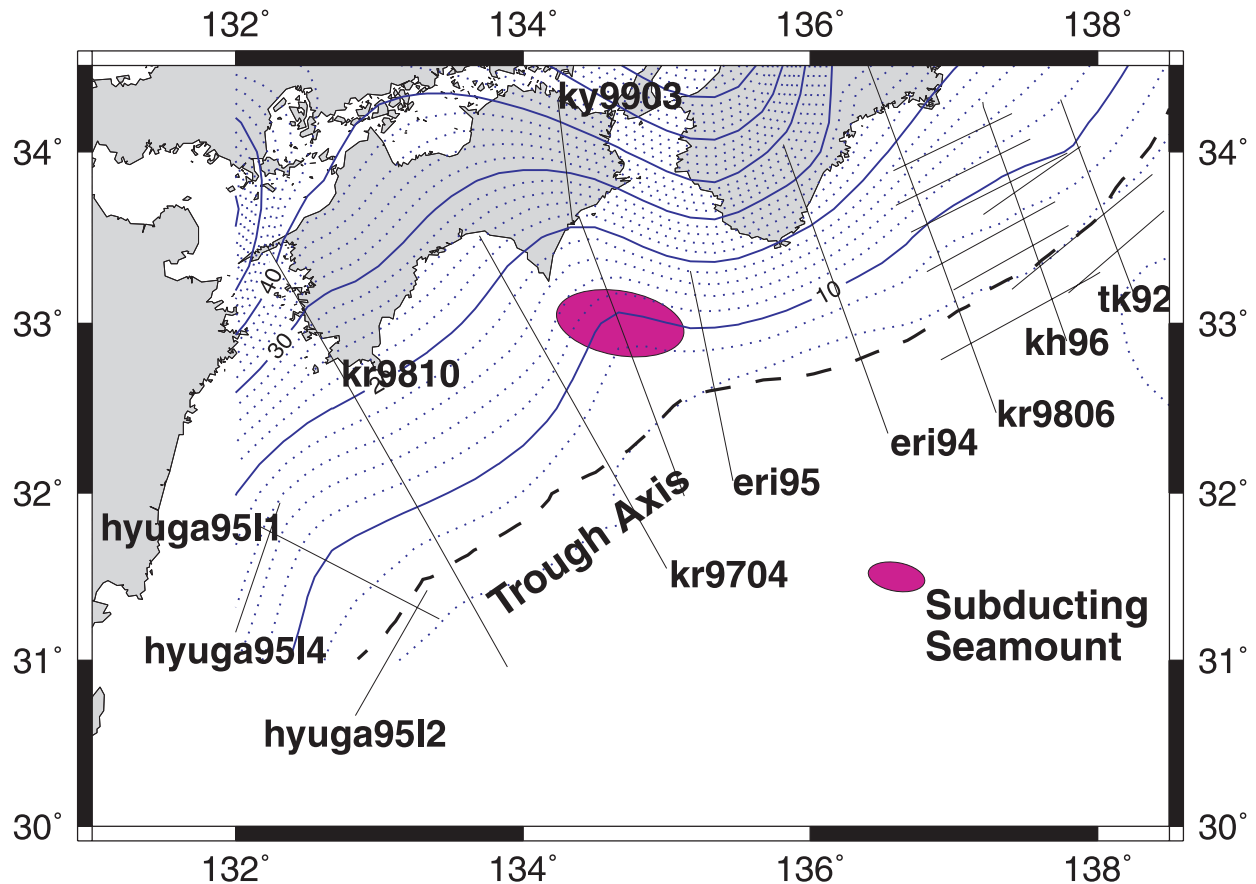 132˚ 134˚ 136˚ 138˚
ky9903
34˚ 34˚
40
10
tk92
33˚ 33˚
30
kh96
kr9810
20
kr9806
eri94
eri95
32˚ 32˚
hyuga95l1
Trough Axis
kr9704
Subducting
Seamount
hyuga95l4
31˚ 31˚
hyuga95l2
30˚ 30˚
132˚ 134˚ 136˚ 138˚